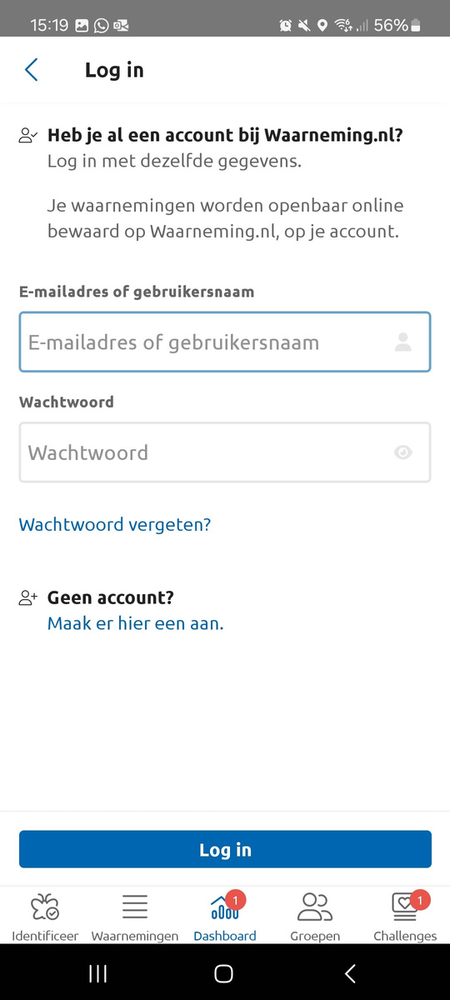 15:19
56%
Log in
Heb je al een account bij Waarneming.nl?
Log in met dezelfde gegevens.
Je waarnemingen worden openbaar online
bewaard op Waarneming.nl, op je account.
E-mailadres of gebruikersnaam
E-mailadres of gebruikersnaam
Wachtwoord
Wachtwoord
Wachtwoord vergeten?
Geen account?
Maak er hier een aan.
Log in
1
1
Identificeer
Waarnemingen
Dashboard
Groepen
Challenges